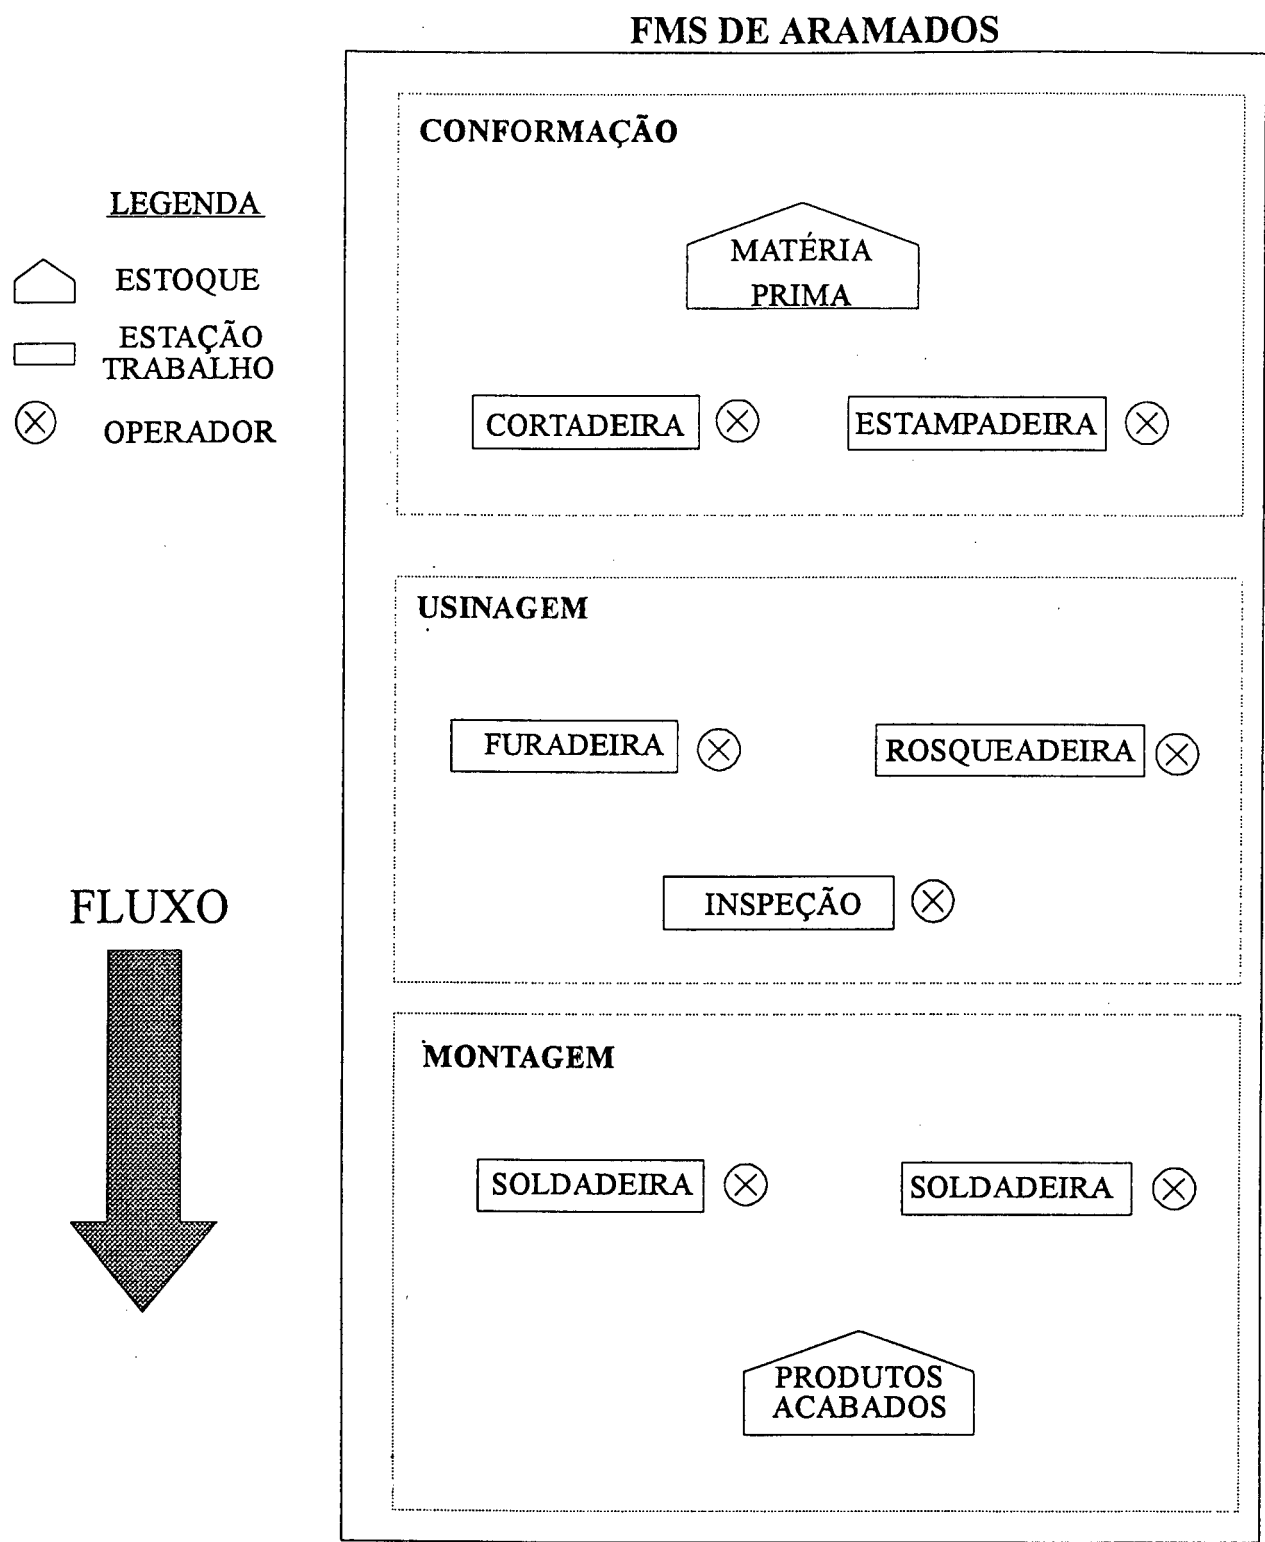 FMS DE ARAMADOS
LEGENDA
ESTOQUE
ESTAÇÃO
TRABALHO
OPERADOR
CONFORMAÇÃO
MATÉRIA
PRIMA
CORTADEIRA
ESTAMPADEIRA
USINAGEM
FURADEIRA
ROSQUEADEIRA
INSPEÇÃO
FLUXO
MONTAGEM
SOLDADEIRA
SOLDADEIRA
PRODUTOS
ACABADOS